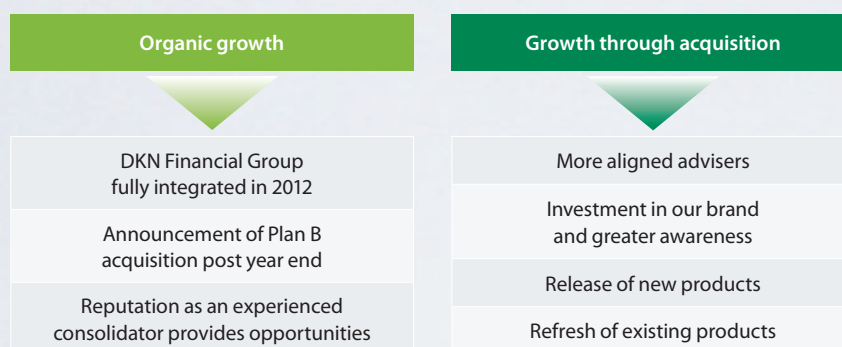 Organic growth
DKN Financial Group
fully integrated in 2012
Announcement of Plan B
acquisition post year end
Reputation as an experienced
consolidator provides opportunities
Growth through acquisition
More aligned advisers
Investment in our brand
and greater awareness
Release of new products
Refresh of existing products